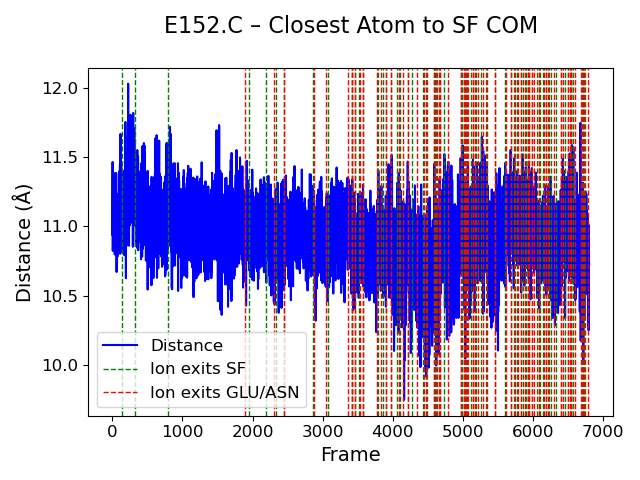 E152.C – Closest Atom to SF COM
Distance (Å)
12.0
11.5
11.0
10.5
10.0
Distance
Ion exits SF
Ion exits GLU/ASN
0 1000 2000 3000 4000 5000 6000 7000
Frame